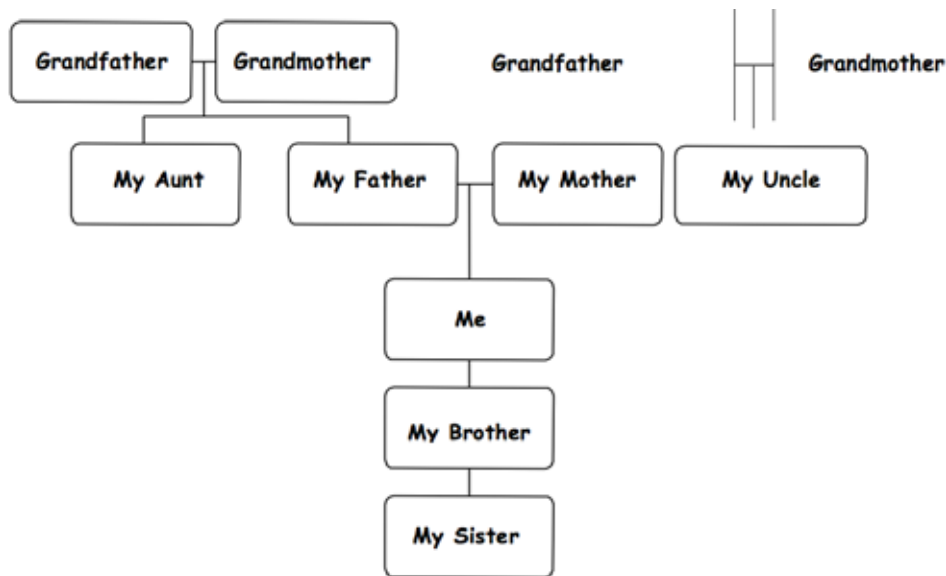 Grandfather
Grandmother
Grandfather
Grandmother
My Aunt
My Father
My Mother
My Uncle
Me
My Brother
My Sister